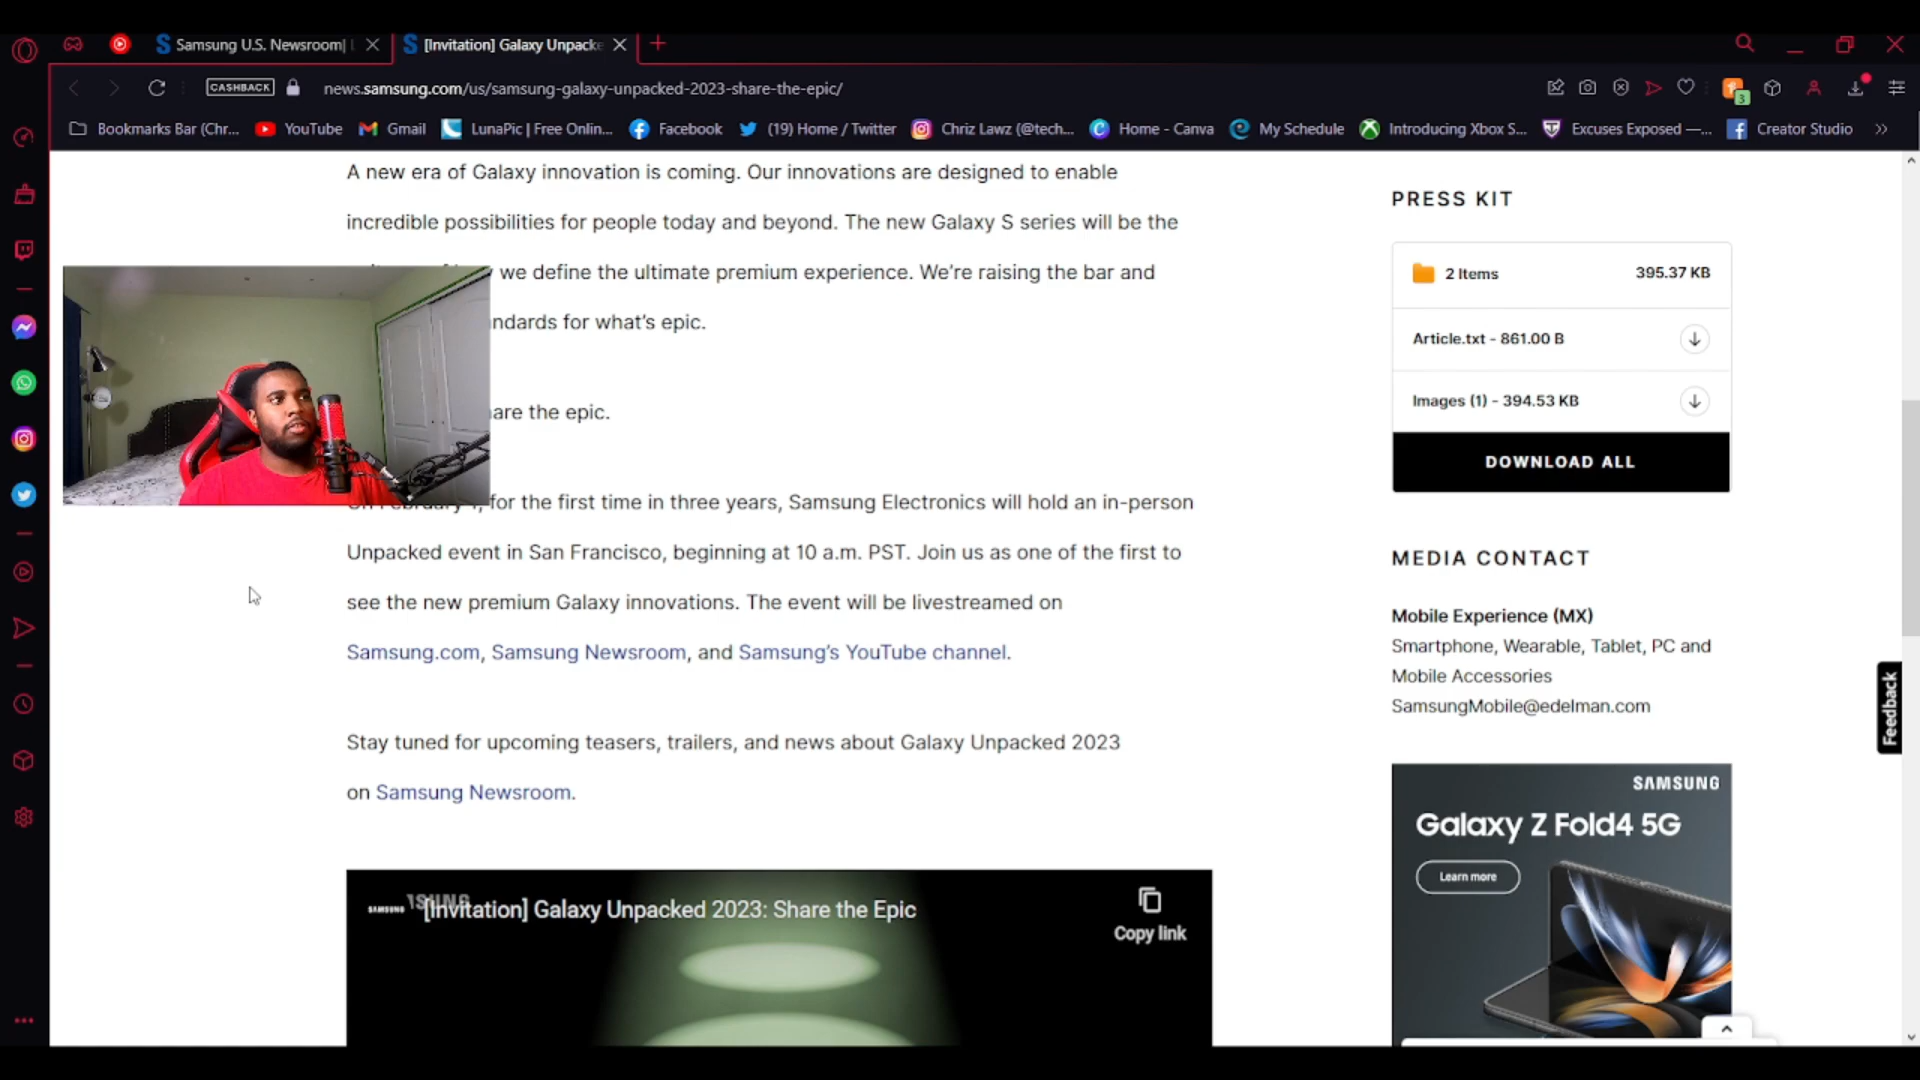 Samsung U.S. Newsroom|
[Invitation] Galaxy Unpack
CASHBACK
news.samsung.com/us/samsung-galaxy-unpacked-2023-share-the-epic/
3
Bookmarks Bar (Chr... YouTube Gmail LunaPic | Free Onlin... Facebook (19) Home / Twitter Chriz Lawz (@tech... Home - Canva My Schedule Introducing Xbox S... Excuses Exposed —... Creator Studio
A new era of Galaxy innovation is coming. Our innovations are designed to enable
incredible possibilities for people today and beyond. The new Galaxy S series will be the
we define the ultimate premium experience. We’re raising the bar and
ndards for what’s epic.
are the epic.
for the first time in three years, Samsung Electronics will hold an in-person
Unpacked event in San Francisco, beginning at 10 a.m. PST. Join us as one of the first to
see the new premium Galaxy innovations. The event will be livestreamed on
Samsung.com, Samsung Newsroom, and Samsung’s YouTube channel.
Stay tuned for upcoming teasers, trailers, and news about Galaxy Unpacked 2023
on Samsung Newsroom.
SAMSUNG
[Invitation] Galaxy Unpacked 2023: Share the Epic
Copy link
PRESS KIT
2 Items 395.37 KB
Article.txt - 861.00 B
Images (1) - 394.53 KB
DOWNLOAD ALL
MEDIA CONTACT
Mobile Experience (MX)
Smartphone, Wearable, Tablet, PC and
Mobile Accessories
SamsungMobile@edelman.com
Feedback
SAMSUNG
Galaxy Z Fold4 5G
Learn more